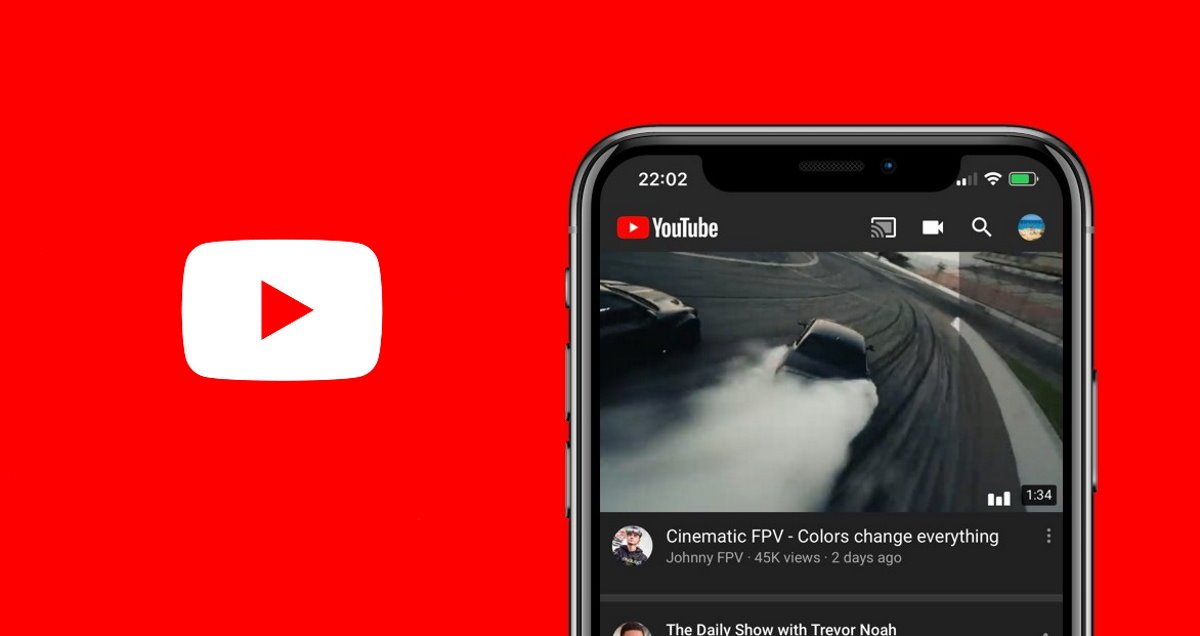 22:02
YouTube
1:34
Cinematic FPV - Colors change everything
Johnny FPV · 45K views · 2 days ago
The Daily Show with Trevor Noah